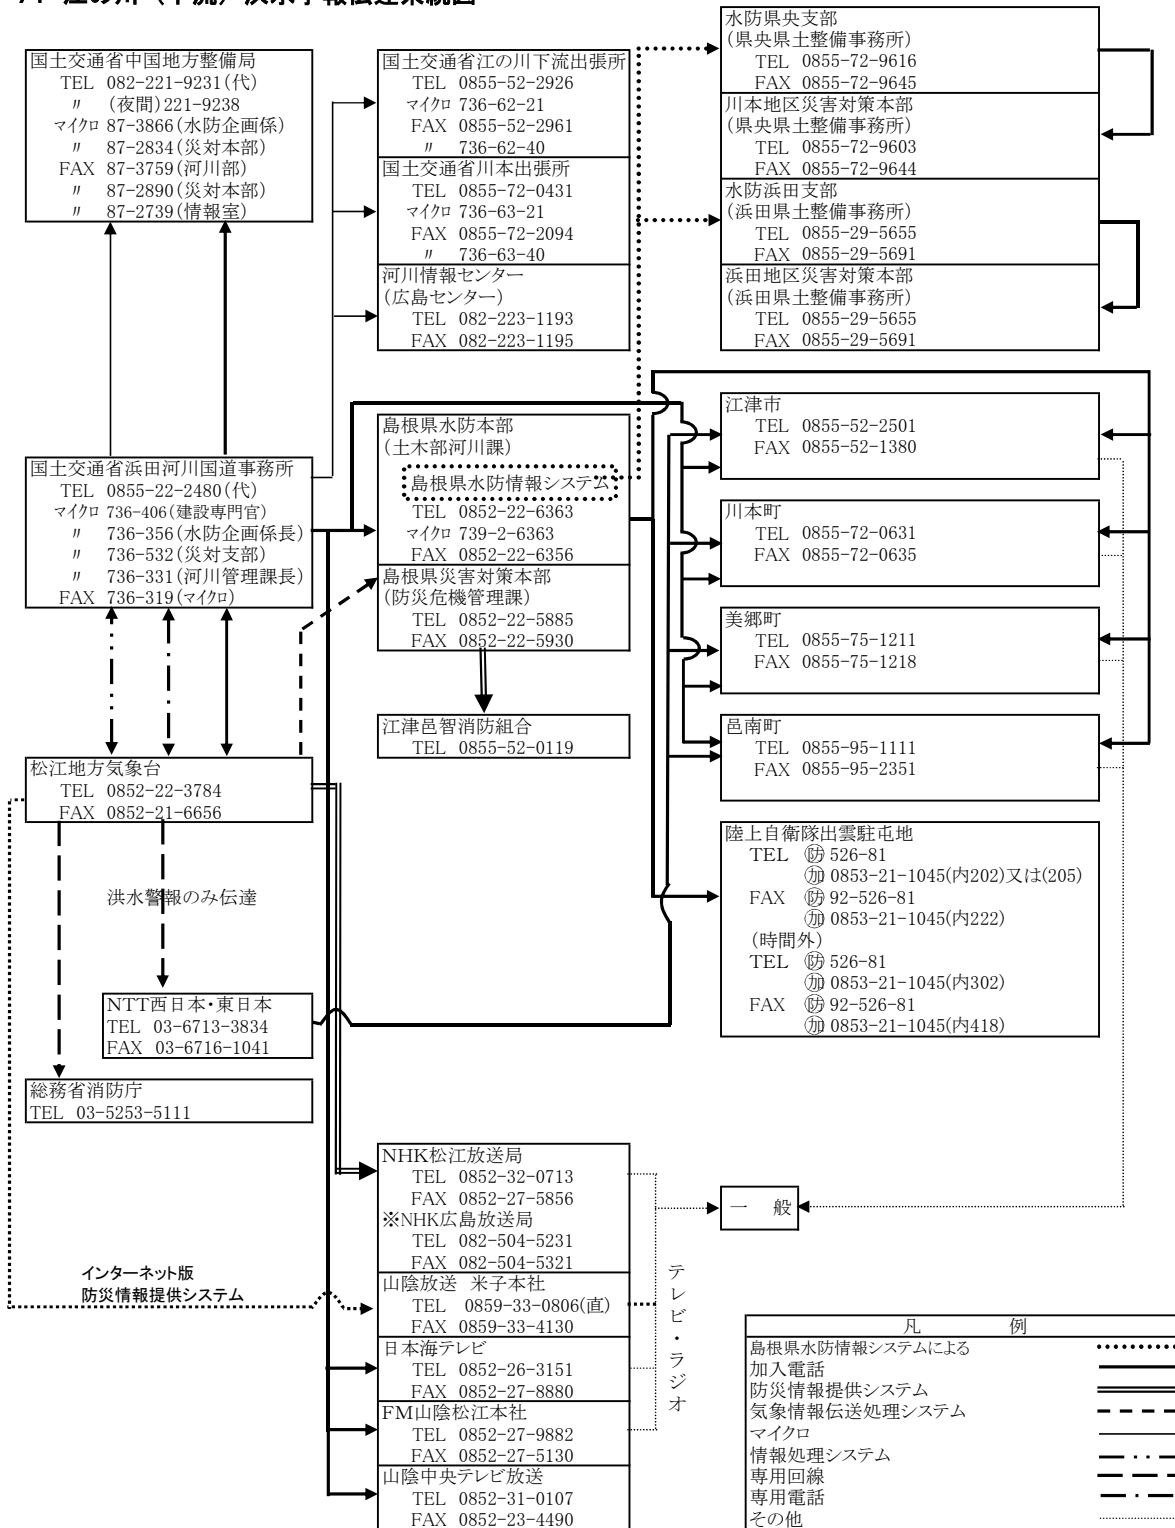 国土交通省中国地方整備局
TEL 082-221-9231(代)
〃 (夜間)221-9238
マイクロ 87-3866(水防企画係)
〃 87-2834(災対本部)
FAX 87-3759(河川部)
〃 87-2890(災対本部)
〃 87-2739(情報室)
国土交通省江の川下流出張所
TEL 0855-52-2926
マイクロ 736-62-21
FAX 0855-52-2961
〃 736-62-40
国土交通省川本出張所
TEL 0855-72-0431
マイクロ 736-63-21
FAX 0855-72-2094
〃 736-63-40
河川情報センター
(広島センター)
TEL 082-223-1193
FAX 082-223-1195
水防県央支部
(県央県土整備事務所)
TEL 0855-72-9616
FAX 0855-72-9645
川本地区災害対策本部
(県央県土整備事務所)
TEL 0855-72-9603
FAX 0855-72-9644
水防浜田支部
(浜田県土整備事務所)
TEL 0855-29-5655
FAX 0855-29-5691
浜田地区災害対策本部
(浜田県土整備事務所)
TEL 0855-29-5655
FAX 0855-29-5691
国土交通省浜田河川国道事務所
TEL 0855-22-2480(代)
マイクロ 736-406(建設専門官)
〃 736-356(水防企画係長)
〃 736-532(災対支部)
〃 736-331(河川管理課長)
FAX 736-319(マイクロ)
島根県水防本部
(土木部河川課)
島根県水防情報システム
TEL 0852-22-6363
マイクロ 739-2-6363
FAX 0852-22-6356
島根県災害対策本部
(防災危機管理課)
TEL 0852-22-5885
FAX 0852-22-5930
江津邑智消防組合
TEL 0855-52-0119
江津市
TEL 0855-52-2501
FAX 0855-52-1380
川本町
TEL 0855-72-0631
FAX 0855-72-0635
美郷町
TEL 0855-75-1211
FAX 0855-75-1218
邑南町
TEL 0855-95-1111
FAX 0855-95-2351
陸上自衛隊出雲駐屯地
TEL ㊢防 526-81
加 0853-21-1045(内202)又は(205)
FAX 防 92-526-81
加 0853-21-1045(内222)
(時間外)
TEL 防 526-81
加 0853-21-1045(内302)
FAX 防 92-526-81
加 0853-21-1045(内418)
松江地方気象台
TEL 0852-22-3784
FAX 0852-21-6656
洪水警報のみ伝達
NTT西日本・東日本
TEL 03-6713-3834
FAX 03-6716-1041
総務省消防庁
TEL 03-5253-5111
NHK松江放送局
TEL 0852-32-0713
FAX 0852-27-5856
※NHK広島放送局
TEL 082-504-5231
FAX 082-504-5321
山陰放送 米子本社
TEL 0859-33-0806(直)
FAX 0859-33-4130
日本海テレビ
TEL 0852-26-3151
FAX 0852-27-8880
FM山陰松江本社
TEL 0852-27-9882
FAX 0852-27-5130
山陰中央テレビ放送
TEL 0852-31-0107
FAX 0852-23-4490
インターネット版
防災情報提供システム
テレビ・ラジオ
一 般
凡 例
島根県水防情報システムによる
加入電話
防災情報提供システム
気象情報伝送処理システム
マイクロ
情報処理システム
専用回線
専用電話
その他